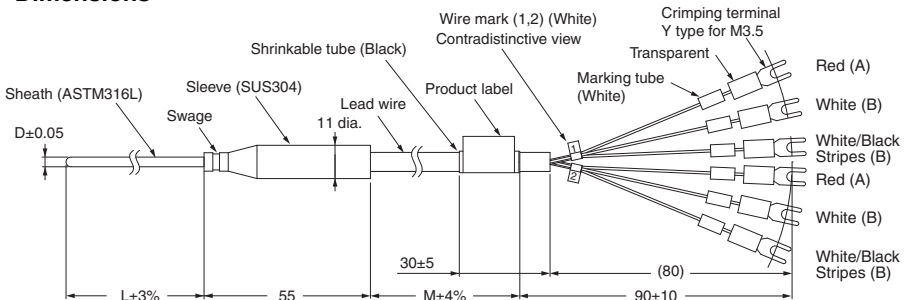 Dimensions
Wire mark (1,2) (White)
Contradistinctive view
Crimping terminal
Y type for M3.5
Shrinkable tube (Black)
Transparent
Red (A)
Sheath (ASTM316L)
Sleeve (SUS304)
Lead wire
Product label
Marking tube
(White)
White (B)
Swage
11 dia.
D±0.05
1
White/Black
Stripes (B)
2
Red (A)
White (B)
White/Black
Stripes (B)
30±5
(80)
L±3%
55
M±4%
90±10